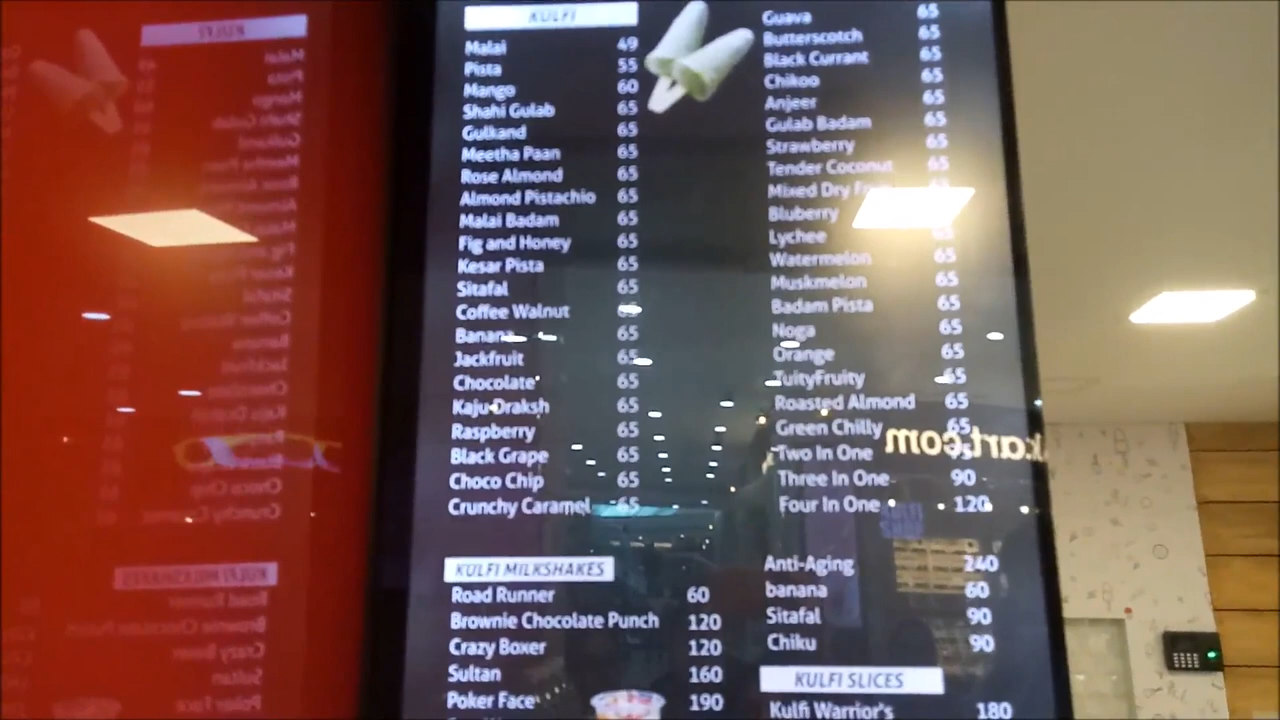 KULFI
Malai 49
Pista 55
Mango 60
Shahi Gulab 65
Gulkand 65
Meetha Paan 65
Rose Almond 65
Almond Pistachio 65
Malai Badam 65
Fig and Honey 65
Kesar Pista 65
Sitafal 65
Coffee Walnut
Banana 65
Jackfruit 65
Chocolate 65
Kaju Draksh 65
Raspberry 65
Black Grape 65
Choco Chip 65
Crunchy Caramel 65
KULFI MILKSHAKES
Road Runner 60
Brownie Chocolate Punch 120
Crazy Boxer 120
Sultan 160
Poker Face 190
Guava 65
Butterscotch 65
Black Currant 65
Chikoo 65
Anjeer 65
Gulab Badam 65
Strawberry 65
Tender Coconut 65
Mixed Dry
Bluberry
Lychee 65
Watermelon 65
Muskmelon 65
Badam Pista 65
Noga 65
Orange 65
TuityFruity 65
Roasted Almond 65
Green Chilly 65
Two In One
Three In One 90
Four In One 120
Anti-Aging 240
banana 60
Sitafal 90
Chiku 90
KULFI SLICES
Kulfi Warrior's 180